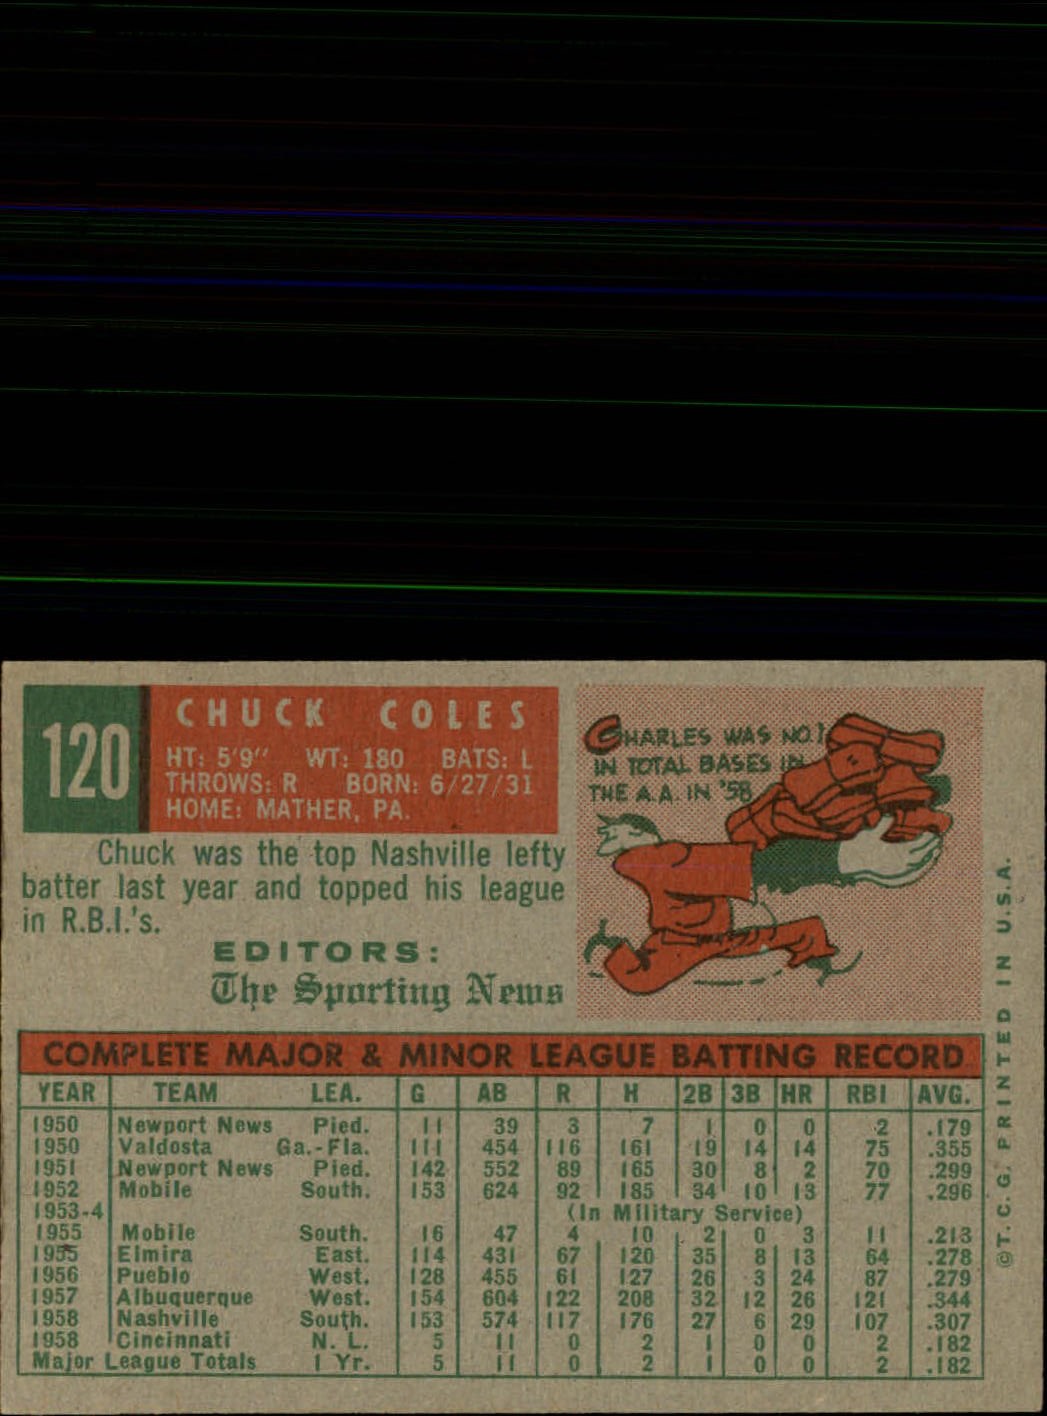 120
CHUCK COLES
HT: 5'9" WT: 180 BATS: L
THROWS: R BORN: 6/27/31
HOME: MATHER, PA.
CHARLES WAS NO.1
IN TOTAL BASES IN
THE A.A. IN '58
Chuck was the top Nashville lefty
batter last year and topped his league
in R.B.I.'s.
EDITORS:
The Sporting News
COMPLETE MAJOR & MINOR LEAGUE BATTING RECORD
YEAR TEAM LEA. G AB R H 2B 3B HR RBI AVG.
1950 Newport News Pied. 11 39 3 7 1 0 0 2 .179
1950 Valdosta Ga.-Fla. 111 454 116 161 19 14 14 75 .355
1951 Newport News Pied. 142 552 89 165 30 8 2 70 .299
1952 Mobile South. 153 624 92 185 34 10 13 77 .296
1953-4 (In Military Service)
1955 Mobile South. 16 47 4 10 2 0 3 11 .213
1955 Elmira East. 114 431 67 120 35 8 13 64 .278
1956 Pueblo West. 128 455 61 127 26 3 24 87 .279
1957 Albuquerque West. 154 604 122 208 32 12 26 121 .344
1958 Nashville South. 153 574 117 176 27 6 29 107 .307
1958 Cincinnati N. L. 5 11 0 2 1 0 0 2 .182
Major League Totals 1 Yr. 5 11 0 2 1 0 0 2 .182
©T.C.G. PRINTED IN U.S.A.